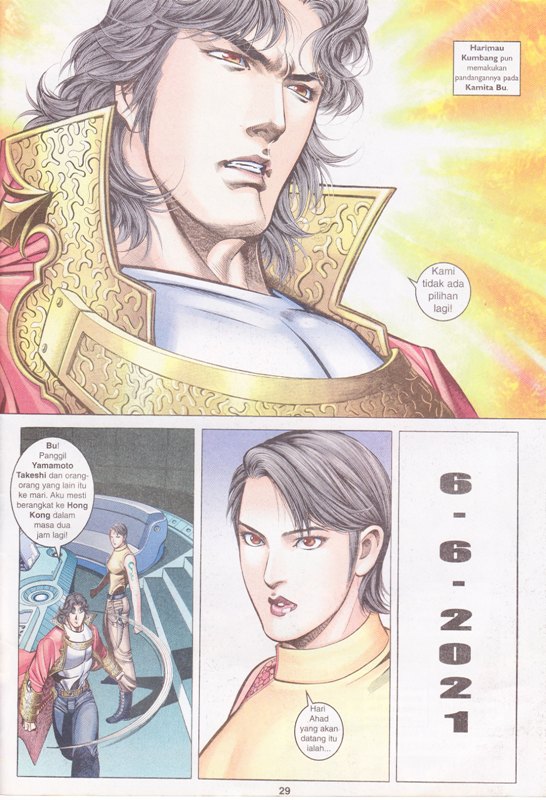 Harimau
Kumbang pun
memakukan
pandangannya pada
Kamita Bu.
Kami
tidak ada
pilihan
lagi!
Bu!
Panggil
Yamamoto
Takeshi dan orang-
orang yang lain itu
ke mari. Aku mesti
berangkat ke Hong
Kong dalam
masa dua
jam lagi!
Hari
Ahad
yang akan
datang itu
ialah...
6-6-2021
29